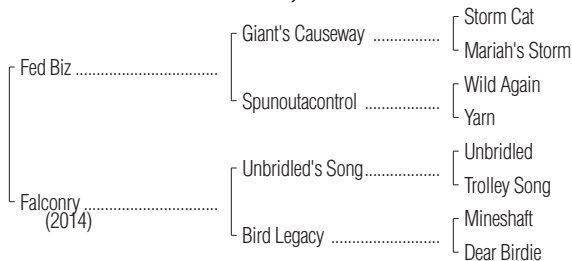 Storm Cat
Giant's Causeway ................
Mariah's Storm
Fed Biz ..................................
Wild Again
Spunoutacontrol ..................
Yarn
Unbridled
Unbridled's Song..................
Trolley Song
Falconry ................................
(2014)
Mineshaft
Bird Legacy ..........................
Dear Birdie